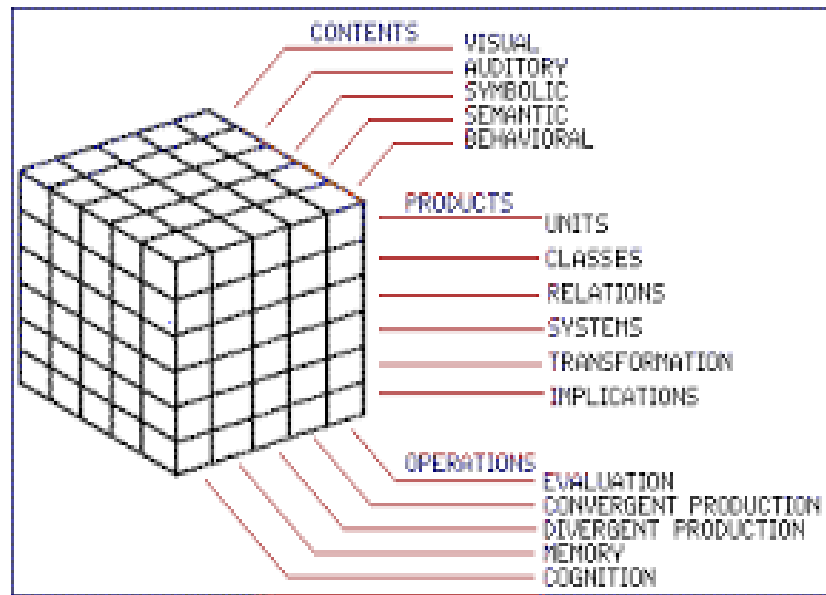 CONTENTS
VISUAL
AUDITORY
SYMBOLIC
SEMANTIC
BEHAVIORAL
PRODUCTS
UNITS
CLASSES
RELATIONS
SYSTEMS
TRANSFORMATION
IMPLICATIONS
OPERATIONS
EVALUATION
CONVERGENT PRODUCTION
DIVERGENT PRODUCTION
MEMORY
COGNITION